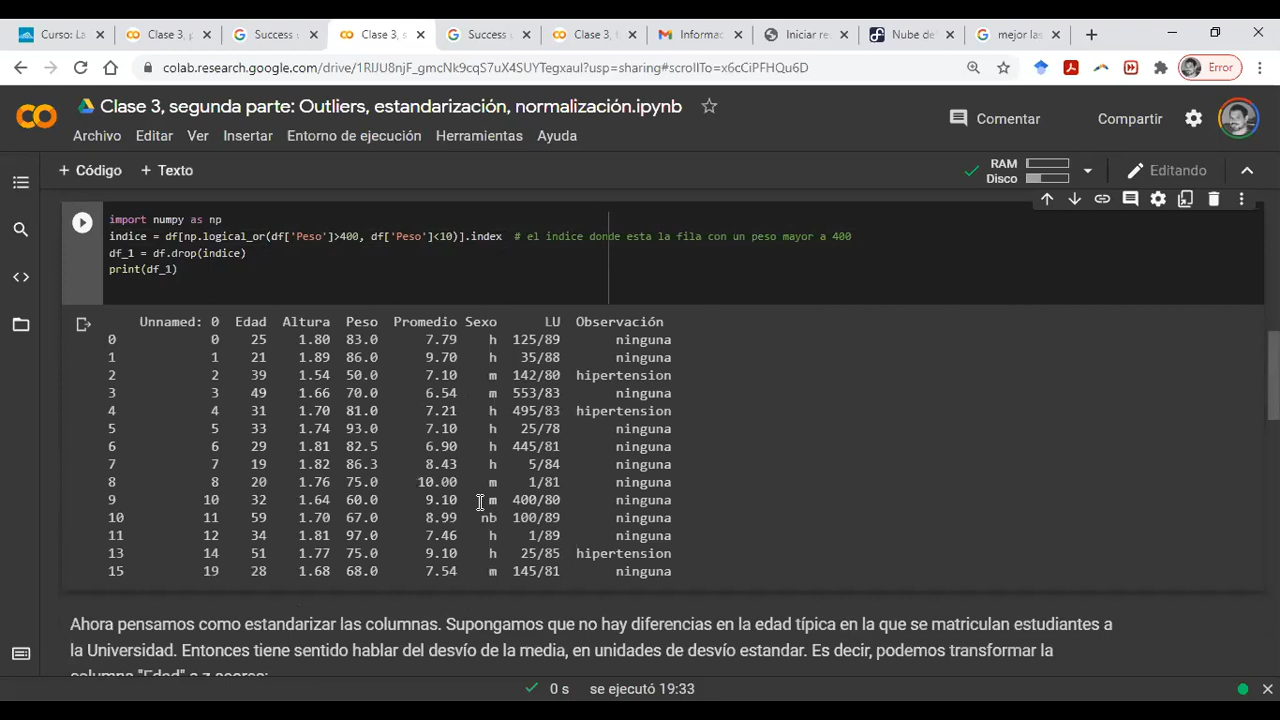 Curso: La
Clase 3, p
Success u
Clase 3, s
Success u
Clase 3, t
Informac
Iniciar re
Nube de
mejor las
colab.research.google.com/drive/1RlJU8njF_gmcNk9cqS7uX4SUYTegxauI?usp=sharing#scrollTo=x6cCiPFHQu6D
Error
Clase 3, segunda parte: Outliers, estandarización, normalización.ipynb
Archivo Editar Ver Insertar Entorno de ejecución Herramientas Ayuda
Comentar Compartir
+ Código + Texto
RAM
Disco
Editando
import numpy as np
indice = df[np.logical_or(df['Peso']>400, df['Peso']<10)].index # el indice donde esta la fila con un peso mayor a 400
df_1 = df.drop(indice)
print(df_1)
Unnamed: 0 Edad Altura Peso Promedio Sexo LU Observación
0 0 25 1.80 83.0 7.79 h 125/89 ninguna
1 1 21 1.89 86.0 9.70 h 35/88 ninguna
2 2 39 1.54 50.0 7.10 m 142/80 hipertension
3 3 49 1.66 70.0 6.54 m 553/83 ninguna
4 4 31 1.70 81.0 7.21 h 495/83 hipertension
5 5 33 1.74 93.0 7.10 h 25/78 ninguna
6 6 29 1.81 82.5 6.90 h 445/81 ninguna
7 7 19 1.82 86.3 8.43 h 5/84 ninguna
8 8 20 1.76 75.0 10.00 m 1/81 ninguna
9 10 32 1.64 60.0 9.10 m 400/80 ninguna
10 11 59 1.70 67.0 8.99 nb 100/89 ninguna
11 12 34 1.81 97.0 7.46 h 1/89 ninguna
13 14 51 1.77 75.0 9.10 h 25/85 hipertension
15 19 28 1.68 68.0 7.54 m 145/81 ninguna
Ahora pensamos como estandarizar las columnas. Supongamos que no hay diferencias en la edad típica en la que se matriculan estudiantes a
la Universidad. Entonces tiene sentido hablar del desvío de la media, en unidades de desvío estandar. Es decir, podemos transformar la
columna "Edad" a z-scores:
0 s se ejecutó 19:33